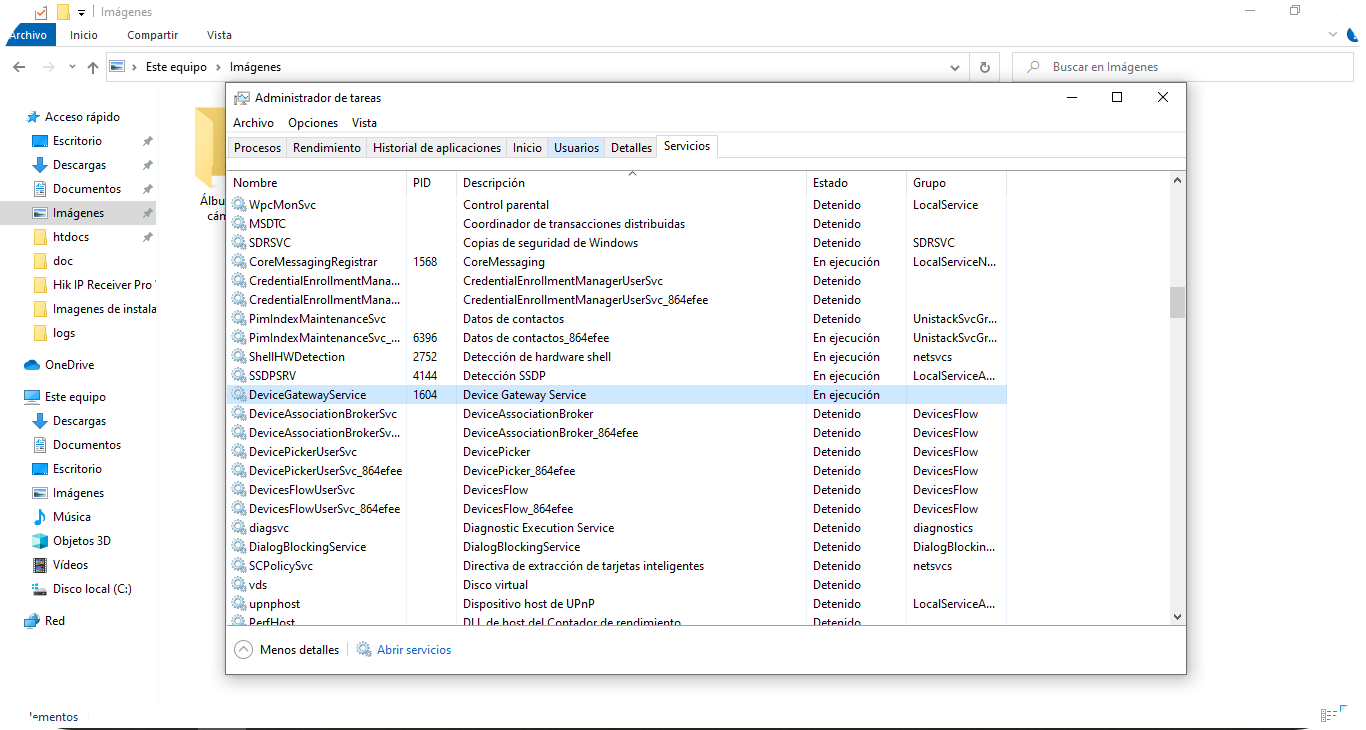 Imágenes
Archivo Inicio Compartir Vista
Este equipo Imágenes Buscar en Imágenes
Acceso rápido
Escritorio
Descargas
Documentos
Imágenes
htdocs
doc
Hik IP Receiver Pro
Imagenes de instala
logs
OneDrive
Este equipo
Descargas
Documentos
Escritorio
Imágenes
Música
Objetos 3D
Vídeos
Disco local (C:)
Red
Álbu
cán
Administrador de tareas
Archivo Opciones Vista
Procesos Rendimiento Historial de aplicaciones Inicio Usuarios Detalles Servicios
Nombre PID Descripción Estado Grupo
WpcMonSvc Control parental Detenido LocalService
MSDTC Coordinador de transacciones distribuidas Detenido
SDRSVC Copias de seguridad de Windows Detenido SDRSVC
CoreMessagingRegistrar 1568 CoreMessaging En ejecución LocalServiceN...
CredentialEnrollmentMana... CredentialEnrollmentManagerUserSvc Detenido
CredentialEnrollmentMana... CredentialEnrollmentManagerUserSvc_864efee Detenido
PimIndexMaintenanceSvc Datos de contactos Detenido UnistackSvcGr...
PimIndexMaintenanceSvc_... 6396 Datos de contactos_864efee En ejecución UnistackSvcGr...
ShellHWDetection 2752 Detección de hardware shell En ejecución netsvcs
SSDPSRV 4144 Detección SSDP En ejecución LocalServiceA...
DeviceGatewayService 1604 Device Gateway Service En ejecución
DeviceAssociationBrokerSvc DeviceAssociationBroker Detenido DevicesFlow
DeviceAssociationBrokerSv... DeviceAssociationBroker_864efee Detenido DevicesFlow
DevicePickerUserSvc DevicePicker Detenido DevicesFlow
DevicePickerUserSvc_864efee DevicePicker_864efee Detenido DevicesFlow
DevicesFlowUserSvc DevicesFlow Detenido DevicesFlow
DevicesFlowUserSvc_864efee DevicesFlow_864efee Detenido DevicesFlow
diagsvc Diagnostic Execution Service Detenido diagnostics
DialogBlockingService DialogBlockingService Detenido DialogBlockin...
SCPolicySvc Directiva de extracción de tarjetas inteligentes Detenido netsvcs
vds Disco virtual Detenido
upnphost Dispositivo host de UPnP Detenido LocalServiceA...
PerfHost DLL de host del Contador de rendimiento Detenido
Menos detalles Abrir servicios
lementos